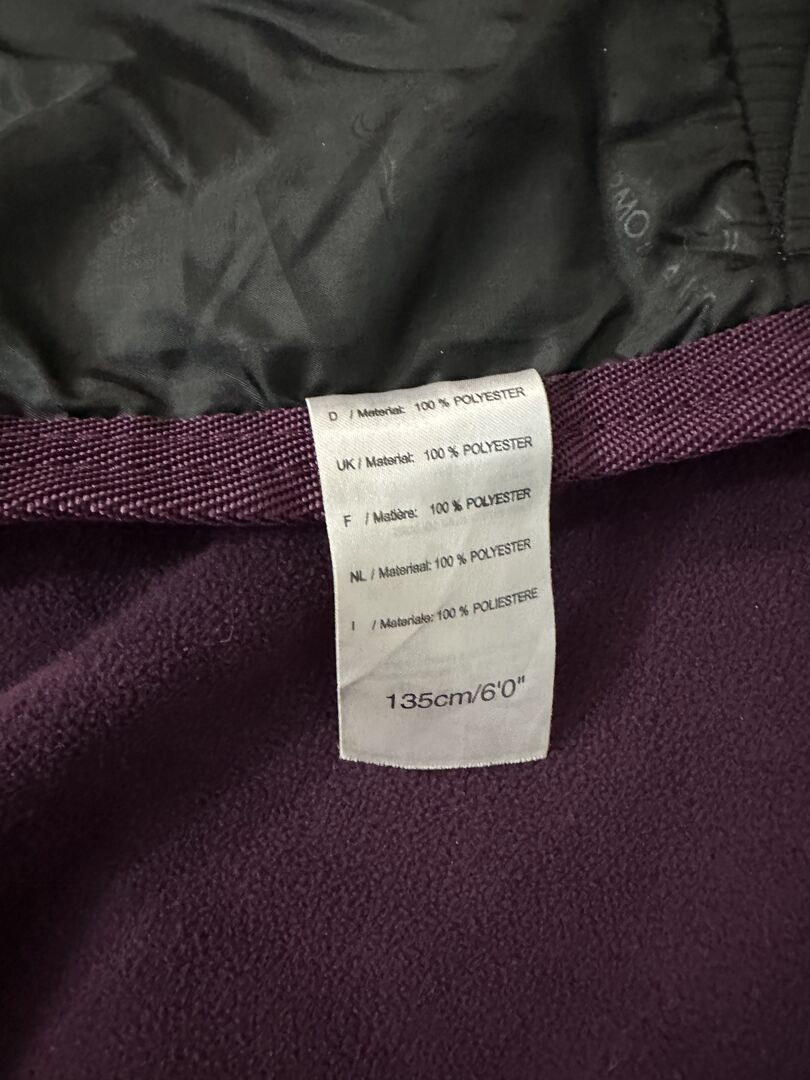 D / Material: 100 % POLYESTER
UK / Material: 100 % POLYESTER
F / Matière: 100 % POLYESTER
NL / Materiaal: 100 % POLYESTER
I / Materiale: 100 % POLIESTERE
135cm/6'0"